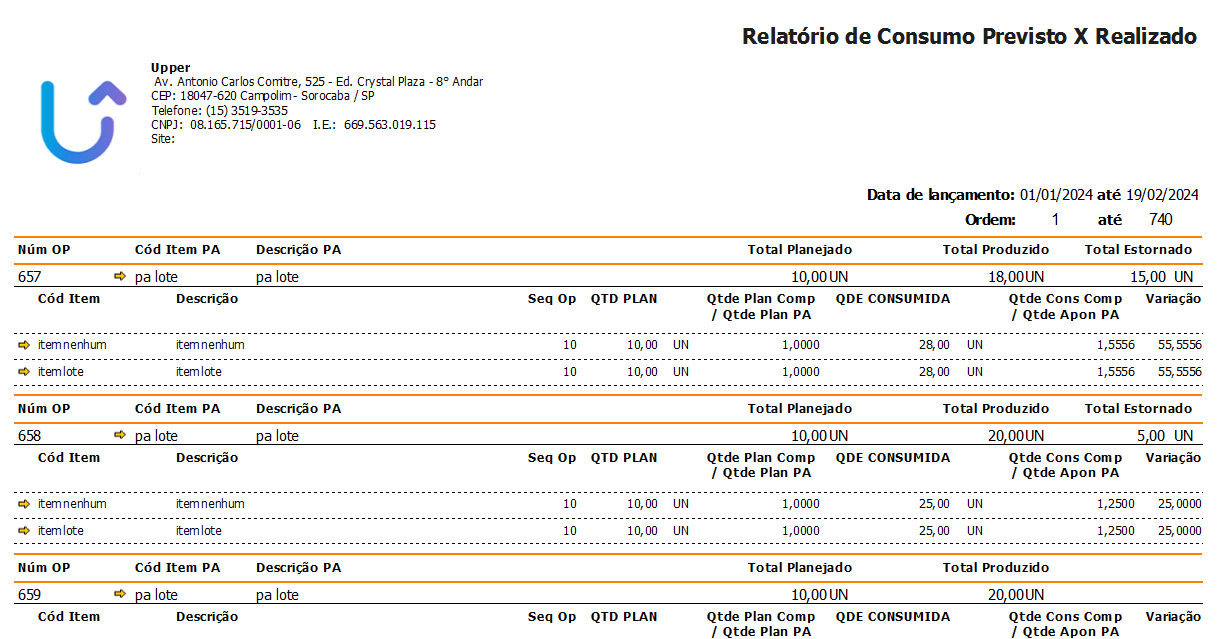 Relatório de Consumo Previsto X Realizado
Upper
Av. Antonio Carlos Comitre, 525 - Ed. Crystal Plaza - 8° Andar
CEP: 18047-620 Campolim - Sorocaba / SP
Telefone: (15) 3519-3535
CNPJ: 08.165.715/0001-06 I.E.: 669.563.019.115
Site:
Data de lançamento: 01/01/2024 até 19/02/2024
Ordem: 1 até 740
Núm OP Cód Item PA Descrição PA Total Planejado Total Produzido Total Estornado
657 pa lote pa lote 10,00 UN 18,00 UN 15,00 UN
Cód Item Descrição Seq Op QTD PLAN Qtde Plan Comp QDE CONSUMIDA Qtde Cons Comp Variação
/ Qtde Plan PA / Qtde Apon PA
itemnenhum itemnenhum 10 10,00 UN 1,0000 28,00 UN 1,5556 55,5556
itemlote itemlote 10 10,00 UN 1,0000 28,00 UN 1,5556 55,5556
Núm OP Cód Item PA Descrição PA Total Planejado Total Produzido Total Estornado
658 pa lote pa lote 10,00 UN 20,00 UN 5,00 UN
Cód Item Descrição Seq Op QTD PLAN Qtde Plan Comp QDE CONSUMIDA Qtde Cons Comp Variação
/ Qtde Plan PA / Qtde Apon PA
itemnenhum itemnenhum 10 10,00 UN 1,0000 25,00 UN 1,2500 25,0000
itemlote itemlote 10 10,00 UN 1,0000 25,00 UN 1,2500 25,0000
Núm OP Cód Item PA Descrição PA Total Planejado Total Produzido
659 pa lote pa lote 10,00 UN 20,00 UN
Cód Item Descrição Seq Op QTD PLAN Qtde Plan Comp QDE CONSUMIDA Qtde Cons Comp Variação
/ Qtde Plan PA / Qtde Apon PA